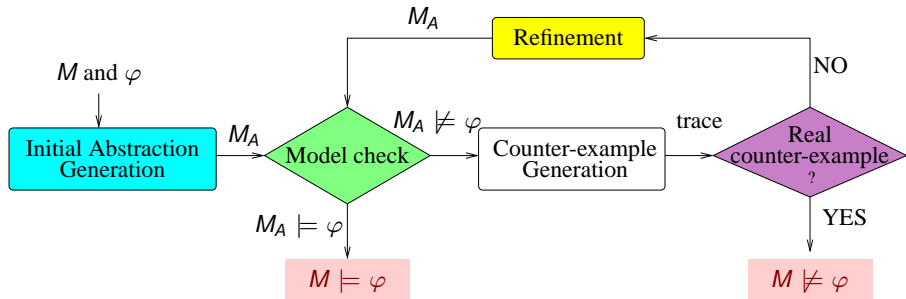 M_A
Refinement
M and φ
NO
M_A
M_A ⊭ φ
trace
Initial Abstraction
Generation
Model check
Counter-example
Generation
Real
counter-example
?
M_A ⊨ φ
YES
M ⊨ φ
M ⊭ φ